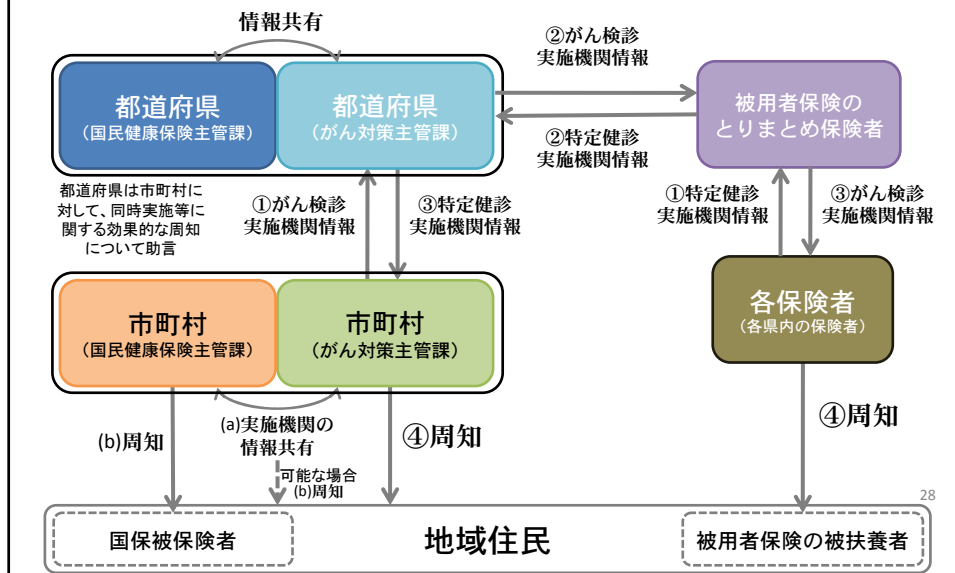 情報共有
②がん検診
実施機関情報
都道府県
（国民健康保険主管課）
都道府県
（がん対策主管課）
被用者保険の
とりまとめ保険者
②特定健診
実施機関情報
都道府県は市町村に
対して、同時実施等に
関する効果的な周知
について助言
①がん検診
実施機関情報
③特定健診
実施機関情報
①特定健診
実施機関情報
③がん検診
実施機関情報
市町村
（国民健康保険主管課）
市町村
（がん対策主管課）
各保険者
（各県内の保険者）
(b)周知
(a)実施機関の
情報共有
④周知
④周知
可能な場合
(b)周知
28
国保被保険者
地域住民
被用者保険の被扶養者